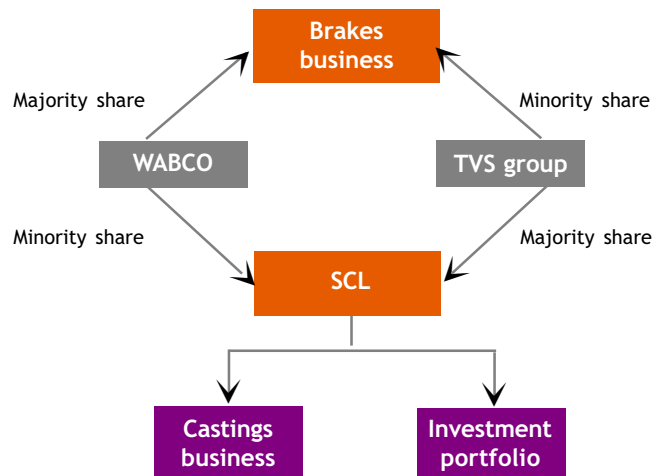 Brakes
business
Majority share
Minority share
WABCO
TVS group
Minority share
Majority share
SCL
Castings
business
Investment
portfolio